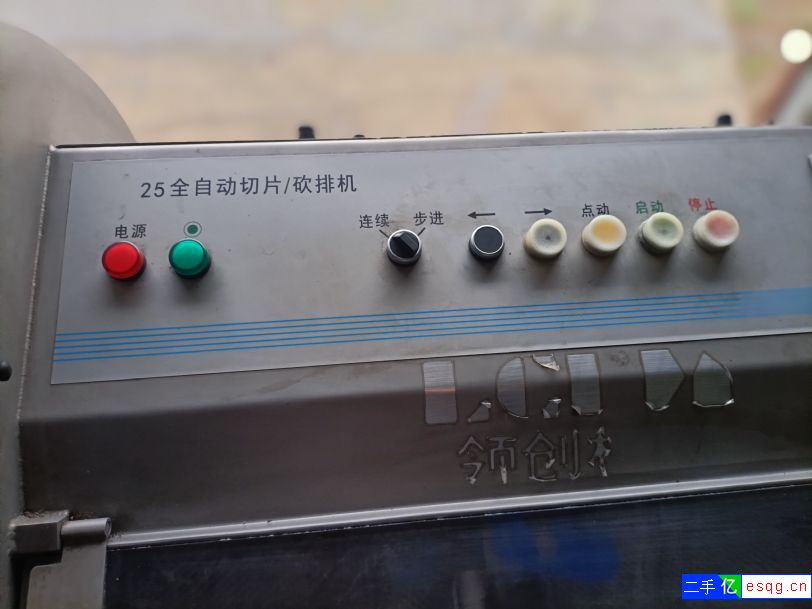 25全自动切片/砍排机
电源
连续 步进 ← → 点动 启动 停止
领创
二手亿 esqg.cn